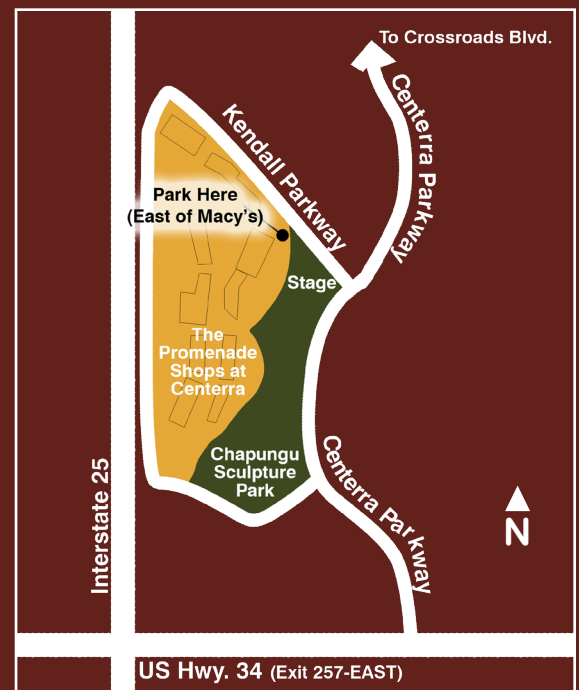 To Crossroads Blvd.
Kendall Parkway
Centerra Parkway
Park Here
(East of Macy's)
Stage
The
Promenade
Shops at
Centerra
Chapungu
Sculpture
Park
Centerra Parkway
Interstate 25
N
US Hwy. 34 (Exit 257-EAST)